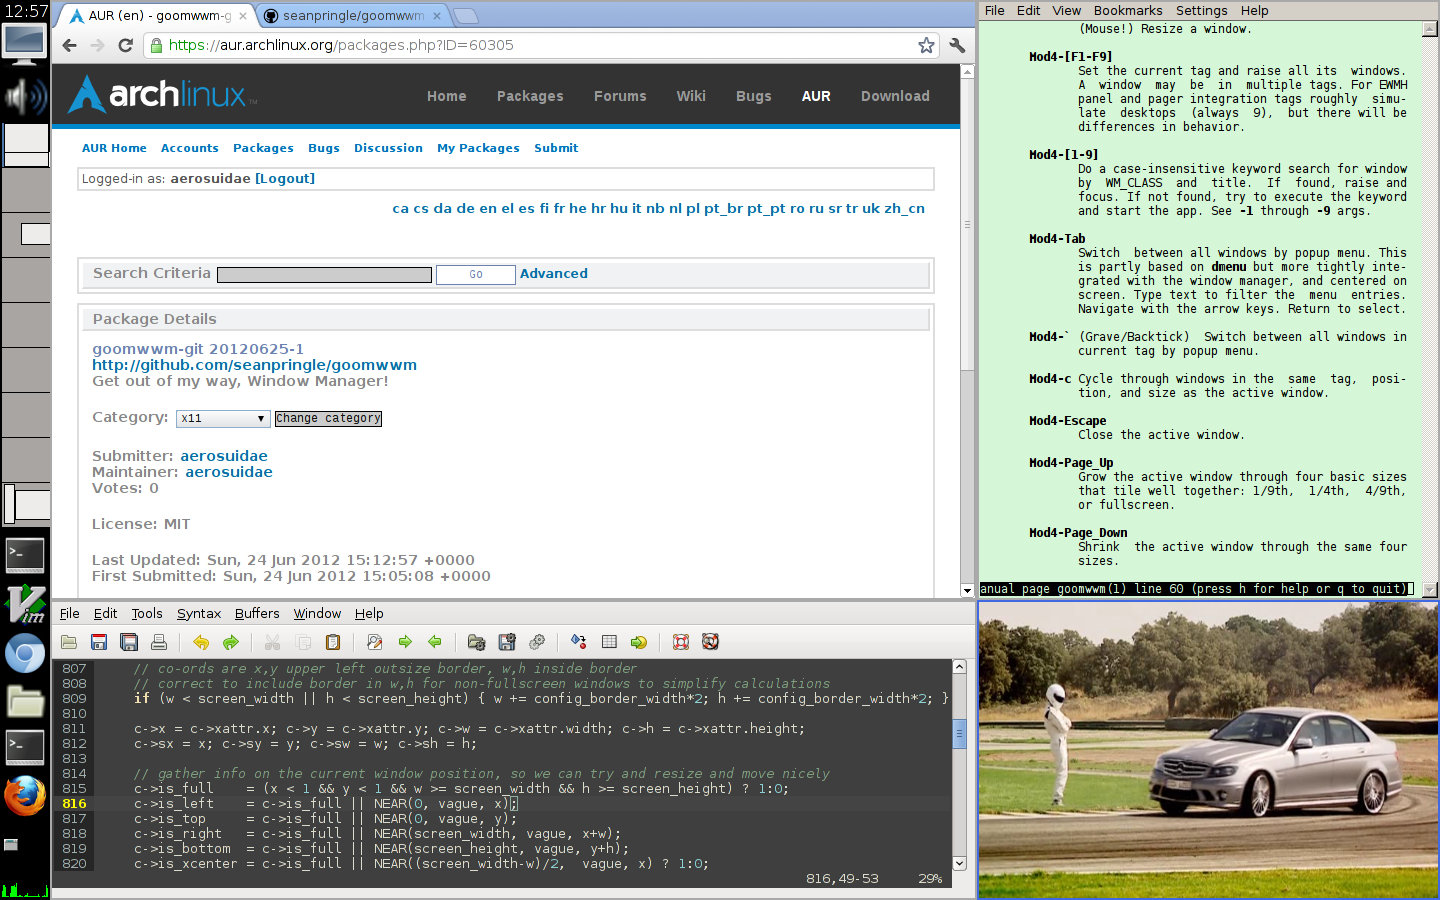 12:57
AUR (en) - goomwwm-g
seanpringle/goomwwm
https://aur.archlinux.org/packages.php?ID=60305
archlinux
Home Packages Forums Wiki Bugs AUR Download
AUR Home Accounts Packages Bugs Discussion My Packages Submit
Logged-in as: aerosuidae [Logout]
ca cs da de en el es fi fr he hr hu it nb nl pl pt_br pt_pt ro ru sr tr uk zh_cn
Search Criteria Go Advanced
Package Details
goomwwm-git 20120625-1
http://github.com/seanpringle/goomwwm
Get out of my way, Window Manager!
Category: x11 Change category
Submitter: aerosuidae
Maintainer: aerosuidae
Votes: 0
License: MIT
Last Updated: Sun, 24 Jun 2012 15:12:57 +0000
First Submitted: Sun, 24 Jun 2012 15:05:08 +0000
File Edit View Bookmarks Settings Help
(Mouse!) Resize a window.
Mod4-[F1-F9]
Set the current tag and raise all its windows.
A window may be in multiple tags. For EWMH
panel and pager integration tags roughly simu-
late desktops (always 9), but there will be
differences in behavior.
Mod4-[1-9]
Do a case-insensitive keyword search for window
by WM_CLASS and title. If found, raise and
focus. If not found, try to execute the keyword
and start the app. See -1 through -9 args.
Mod4-Tab
Switch between all windows by popup menu. This
is partly based on dmenu but more tightly inte-
grated with the window manager, and centered on
screen. Type text to filter the menu entries.
Navigate with the arrow keys. Return to select.
Mod4-` (Grave/Backtick) Switch between all windows in
current tag by popup menu.
Mod4-c Cycle through windows in the same tag, posi-
tion, and size as the active window.
Mod4-Escape
Close the active window.
Mod4-Page_Up
Grow the active window through four basic sizes
that tile well together: 1/9th, 1/4th, 4/9th,
or fullscreen.
Mod4-Page_Down
Shrink the active window through the same four
sizes.
anual page goomwwm(1) line 60 (press h for help or q to quit)
File Edit Tools Syntax Buffers Window Help
807 // co-ords are x,y upper left outsize border, w,h inside border
808 // correct to include border in w,h for non-fullscreen windows to simplify calculations
809 if (w < screen_width || h < screen_height) { w += config_border_width*2; h += config_border_width*2; }
810
811 c->x = c->xattr.x; c->y = c->xattr.y; c->w = c->xattr.width; c->h = c->xattr.height;
812 c->sx = x; c->sy = y; c->sw = w; c->sh = h;
813
814 // gather info on the current window position, so we can try and resize and move nicely
815 c->is_full = (x < 1 && y < 1 && w >= screen_width && h >= screen_height) ? 1:0;
816 c->is_left = c->is_full || NEAR(0, vague, x);
817 c->is_top = c->is_full || NEAR(0, vague, y);
818 c->is_right = c->is_full || NEAR(screen_width, vague, x+w);
819 c->is_bottom = c->is_full || NEAR(screen_height, vague, y+h);
820 c->is_xcenter = c->is_full || NEAR((screen_width-w)/2, vague, x) ? 1:0;
816,49-53 29%
Vim